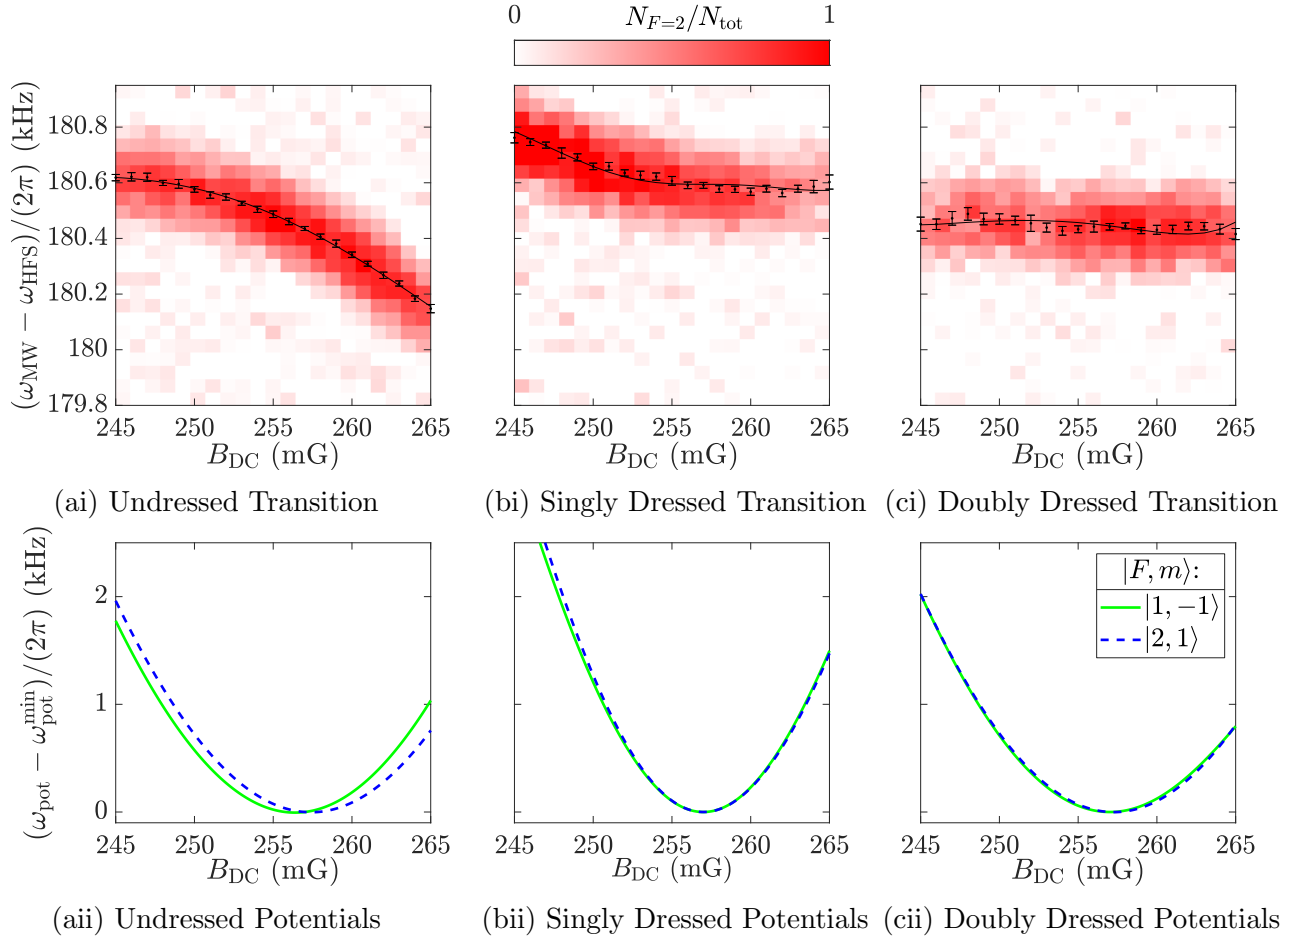 0 N_{F=2}/N_tot 1
(ω_MW − ω_HFS)/(2π) (kHz)
180.8
180.6
180.4
180.2
180
179.8
245 250 255 260 265
B_DC (mG)
245 250 255 260 265
B_DC (mG)
245 250 255 260 265
B_DC (mG)
(ai) Undressed Transition
(bi) Singly Dressed Transition
(ci) Doubly Dressed Transition
(ω_pot − ω_pot^min)/(2π) (kHz)
2
1
0
245 250 255 260 265
B_DC (mG)
245 250 255 260 265
B_DC (mG)
|F, m⟩:
|1, −1⟩
|2, 1⟩
245 250 255 260 265
B_DC (mG)
(aii) Undressed Potentials
(bii) Singly Dressed Potentials
(cii) Doubly Dressed Potentials